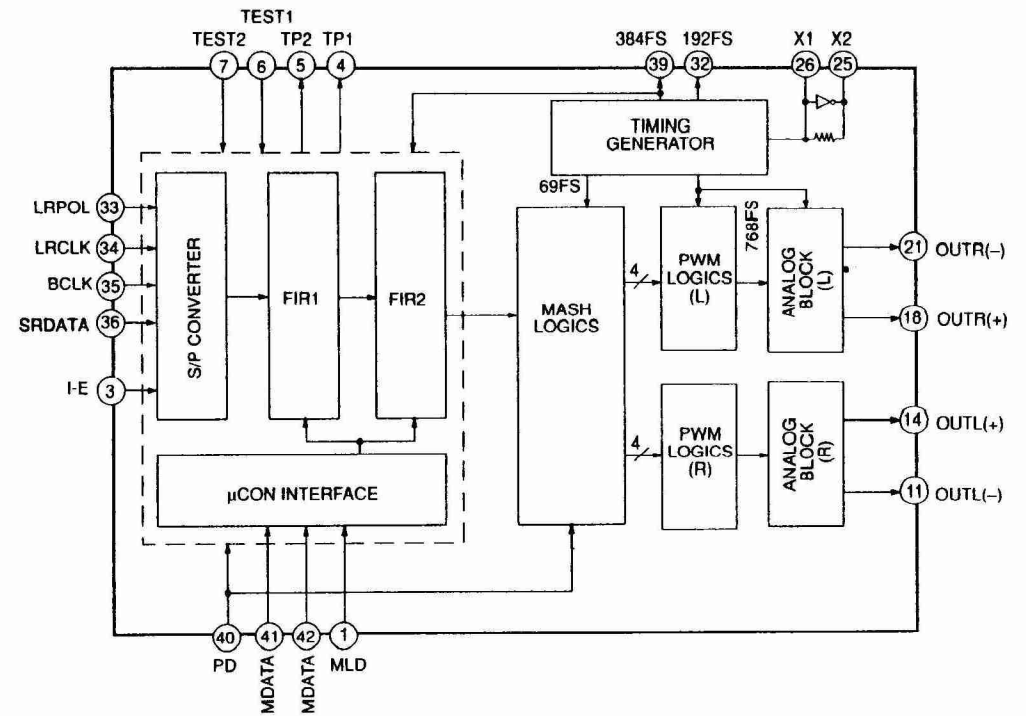 TEST1
TEST2 TP2 TP1
7 6 5 4
384FS 192FS X1 X2
39 32 26 25
TIMING
GENERATOR
69FS
768FS
LRPOL 33
LRCLK 34
BCLK 35
SRDATA 36
I-E 3
S/P CONVERTER
FIR1
FIR2
MASH
LOGICS
4
PWM
LOGICS
(L)
ANALOG
BLOCK
(L)
21 OUTR(–)
18 OUTR(+)
4
PWM
LOGICS
(R)
ANALOG
BLOCK
(R)
14 OUTL(+)
11 OUTL(–)
µCON INTERFACE
40 41 42 1
PD MDATA MDATA MLD